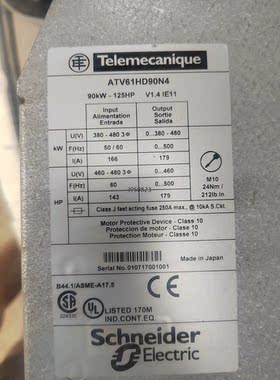 Telemecanique
ATV61HD90N4
90kW - 125HP V1.4 IE11
Input Output
Alimentation Sortie
Entrada Salida
kW U(V) 380 - 480 3Φ 0...380 - 480
F(Hz) 50 / 60 0...500
I(A) 166 179
HP U(V) 460 - 480 3Φ 0...460 - 480
F(Hz) 60 0...500
I(A) 143 179
M10
24Nm /
212lb.in
Class J fast acting fuse 250A max., @ 10kA S.Ckt.
Motor Protective Device - Class 10
Proteccion de motor - Classe 10
Protection Moteur - Classe 10
Made in Japan
Serial No. 010717001001
B44.1/ASME-A17.5
LISTED 170M
IND.CONT.EQ.
Schneider
Electric